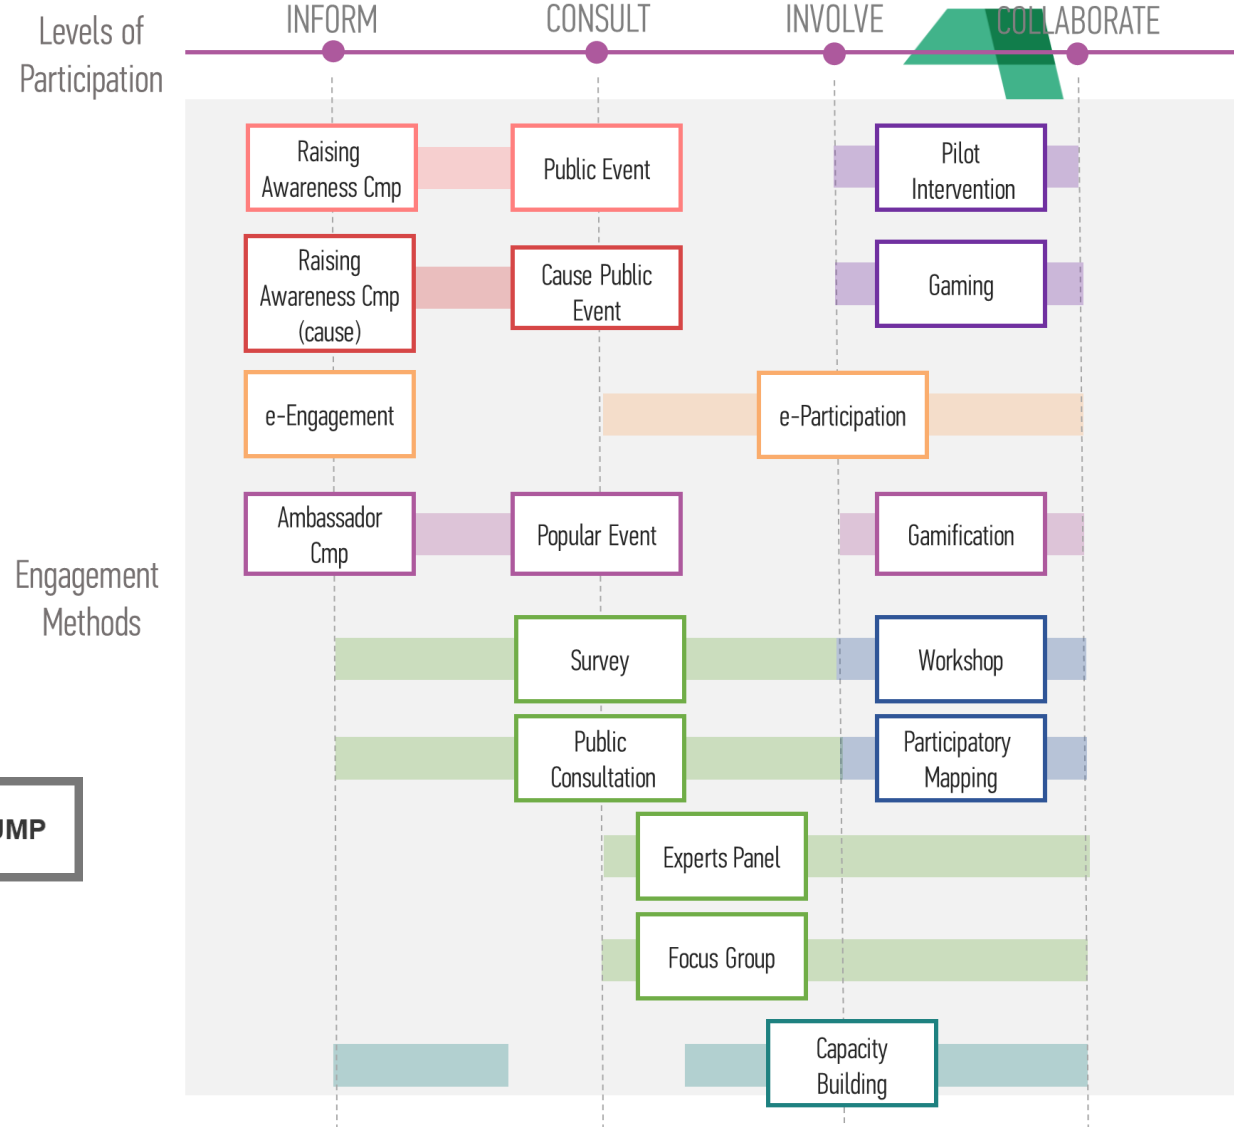 Levels of
Participation
INFORM
CONSULT
INVOLVE
COLLABORATE
Raising
Awareness Cmp
Public Event
Pilot
Intervention
Raising
Awareness Cmp
(cause)
Cause Public
Event
Gaming
e-Engagement
e-Participation
Ambassador
Cmp
Popular Event
Gamification
Engagement
Methods
Survey
Workshop
Public
Consultation
Participatory
Mapping
UMP
Experts Panel
Focus Group
Capacity
Building